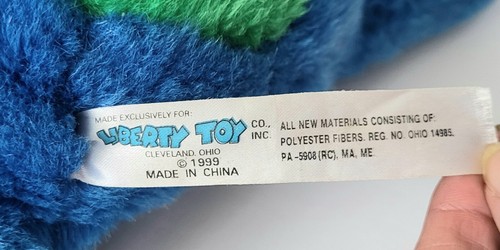 MADE EXCLUSIVELY FOR:
LIBERTY TOY CO., INC.
CLEVELAND, OHIO
© 1999
MADE IN CHINA
ALL NEW MATERIALS CONSISTING OF:
POLYESTER FIBERS. REG. NO. OHIO 14985.
PA-5908 (RC), MA, ME.